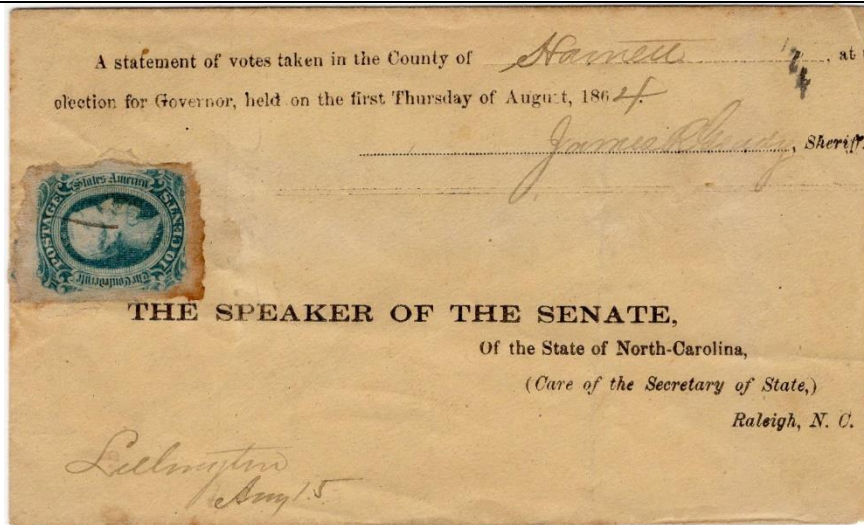 A statement of votes taken in the County of Harnett, at
election for Governor, held on the first Thursday of August, 1864.
James, Sheriff.
POSTAGE
States America
10 CENTS
The Confederate
THE SPEAKER OF THE SENATE,
Of the State of North-Carolina,
(Care of the Secretary of State,)
Raleigh, N. C.
Lillington
Aug 15